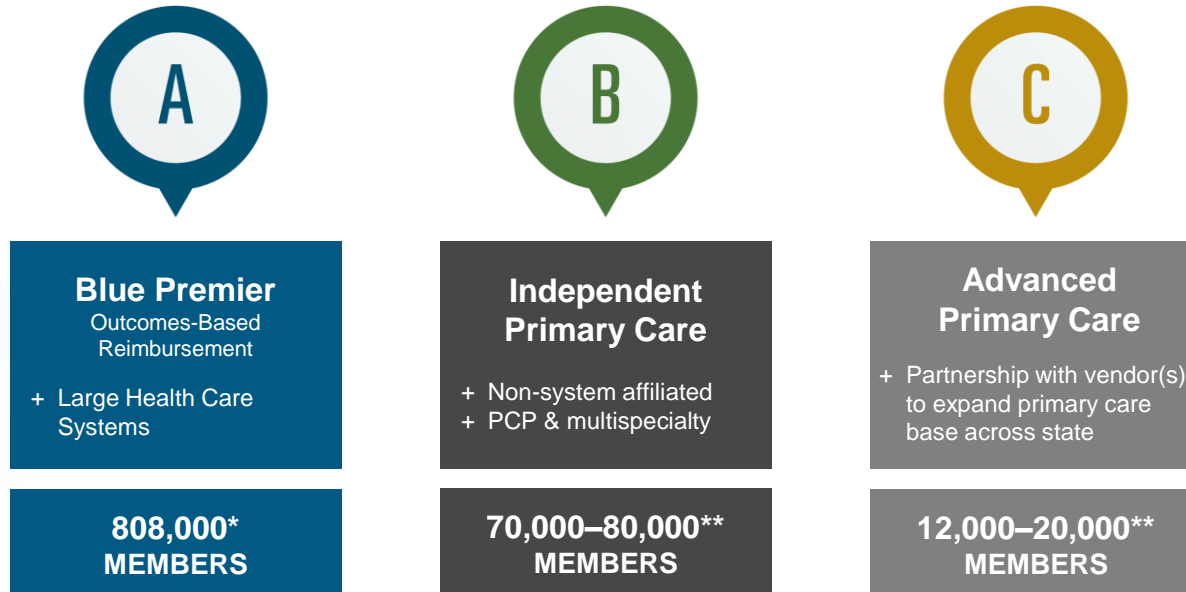 A
Blue Premier
Outcomes-Based
Reimbursement
+ Large Health Care
Systems
808,000*
MEMBERS
B
Independent
Primary Care
+ Non-system affiliated
+ PCP & multispecialty
70,000–80,000**
MEMBERS
C
Advanced
Primary Care
+ Partnership with vendor(s)
to expand primary care
base across state
12,000–20,000**
MEMBERS